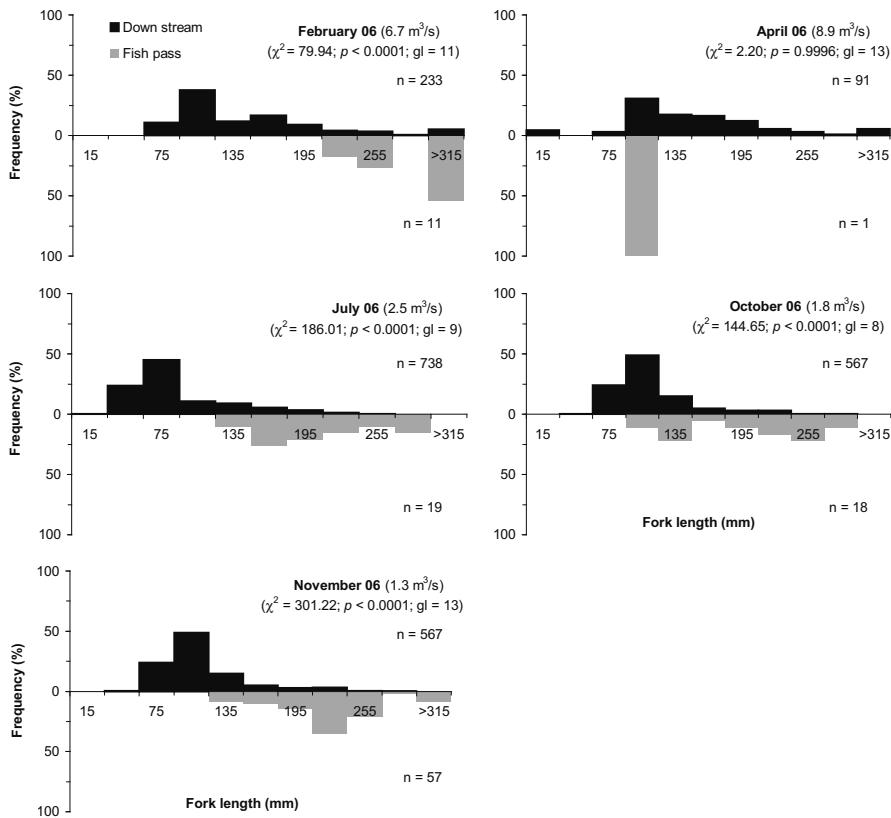 Down stream
Fish pass
February 06 (6.7 m³/s)
(χ² = 79.94; p < 0.0001; gl = 11)
n = 233
Frequency (%)
100
50
0
50
100
15 75 135 195 255 >315
n = 11
April 06 (8.9 m³/s)
(χ² = 2.20; p = 0.9996; gl = 13)
n = 91
100
50
0
50
100
15 75 135 195 255 >315
n = 1
July 06 (2.5 m³/s)
(χ² = 186.01; p < 0.0001; gl = 9)
n = 738
Frequency (%)
100
50
0
50
100
15 75 135 195 255 >315
n = 19
October 06 (1.8 m³/s)
(χ² = 144.65; p < 0.0001; gl = 8)
n = 567
100
50
0
50
100
15 75 135 195 255 >315
n = 18
Fork length (mm)
November 06 (1.3 m³/s)
(χ² = 301.22; p < 0.0001; gl = 13)
n = 567
Frequency (%)
100
50
0
50
100
15 75 135 195 255 >315
n = 57
Fork length (mm)